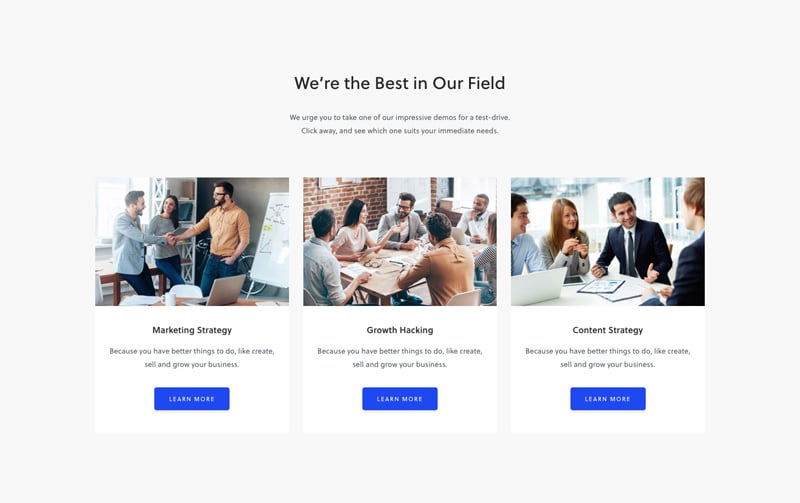 We're the Best in Our Field
We urge you to take one of our impressive demos for a test-drive.
Click away, and see which one suits your immediate needs.
Marketing Strategy
Because you have better things to do, like create,
sell and grow your business.
LEARN MORE
Growth Hacking
Because you have better things to do, like create,
sell and grow your business.
LEARN MORE
Content Strategy
Because you have better things to do, like create,
sell and grow your business.
LEARN MORE